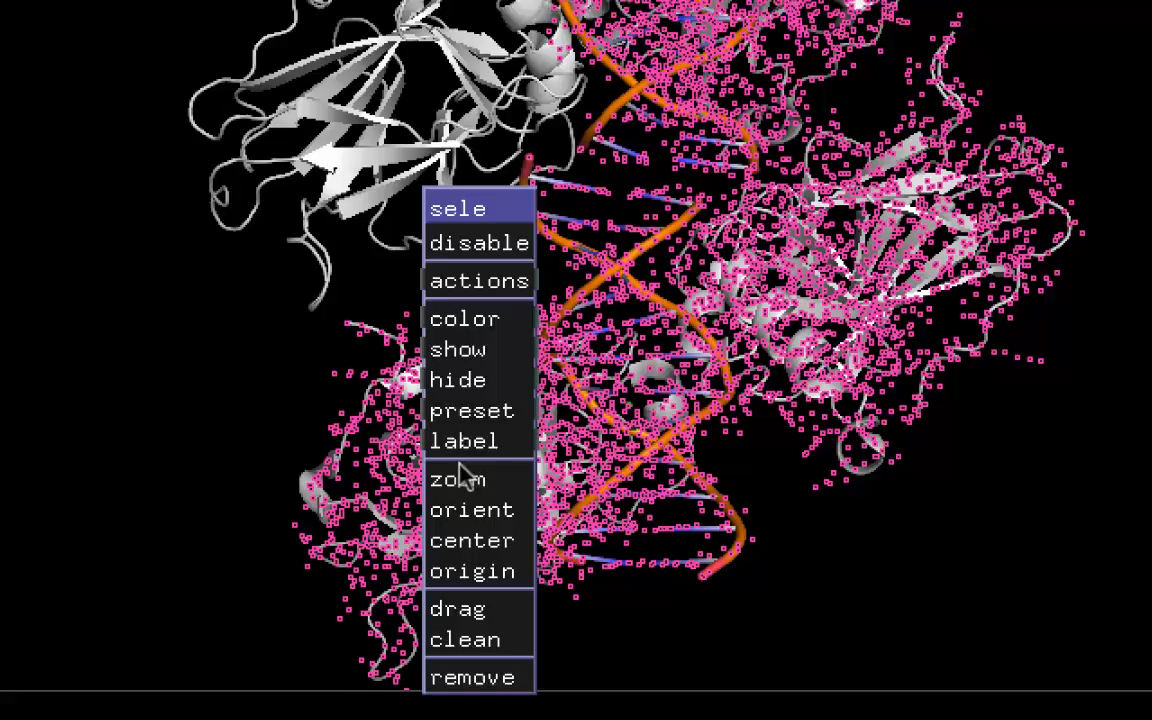 sele
disable
actions
color
show
hide
preset
label
zoom
orient
center
origin
drag
clean
remove